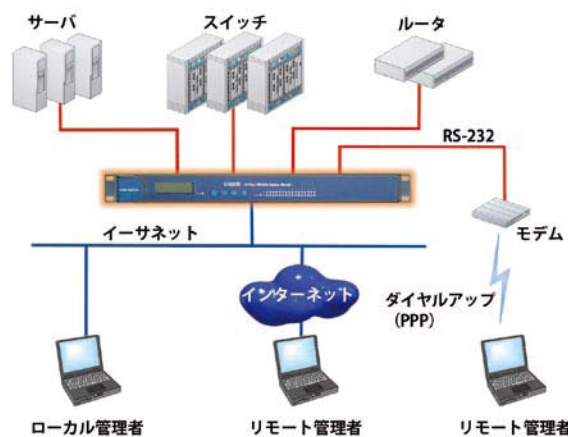 サーバ
スイッチ
ルータ
RS-232
イーサネット
モデム
インターネット
ダイヤルアップ
(PPP)
ローカル管理者
リモート管理者
リモート管理者